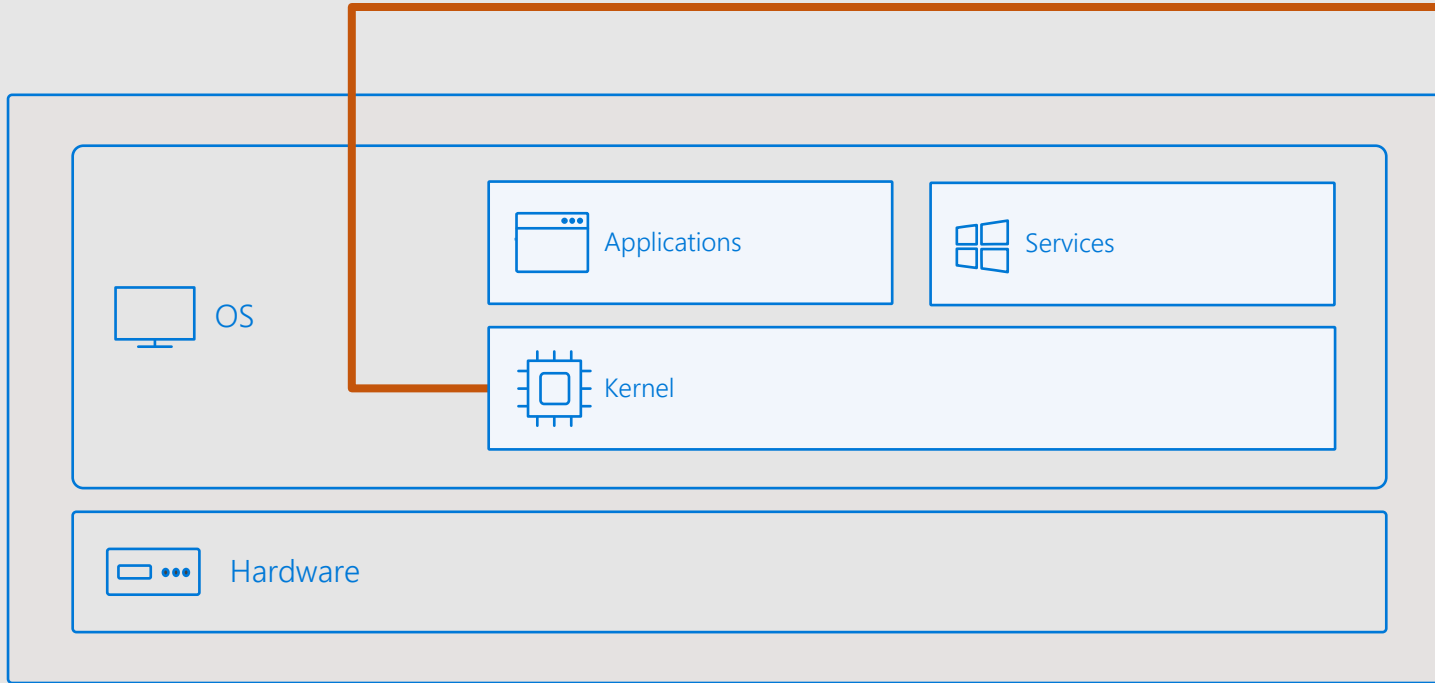 Applications
Services
OS
Kernel
Hardware